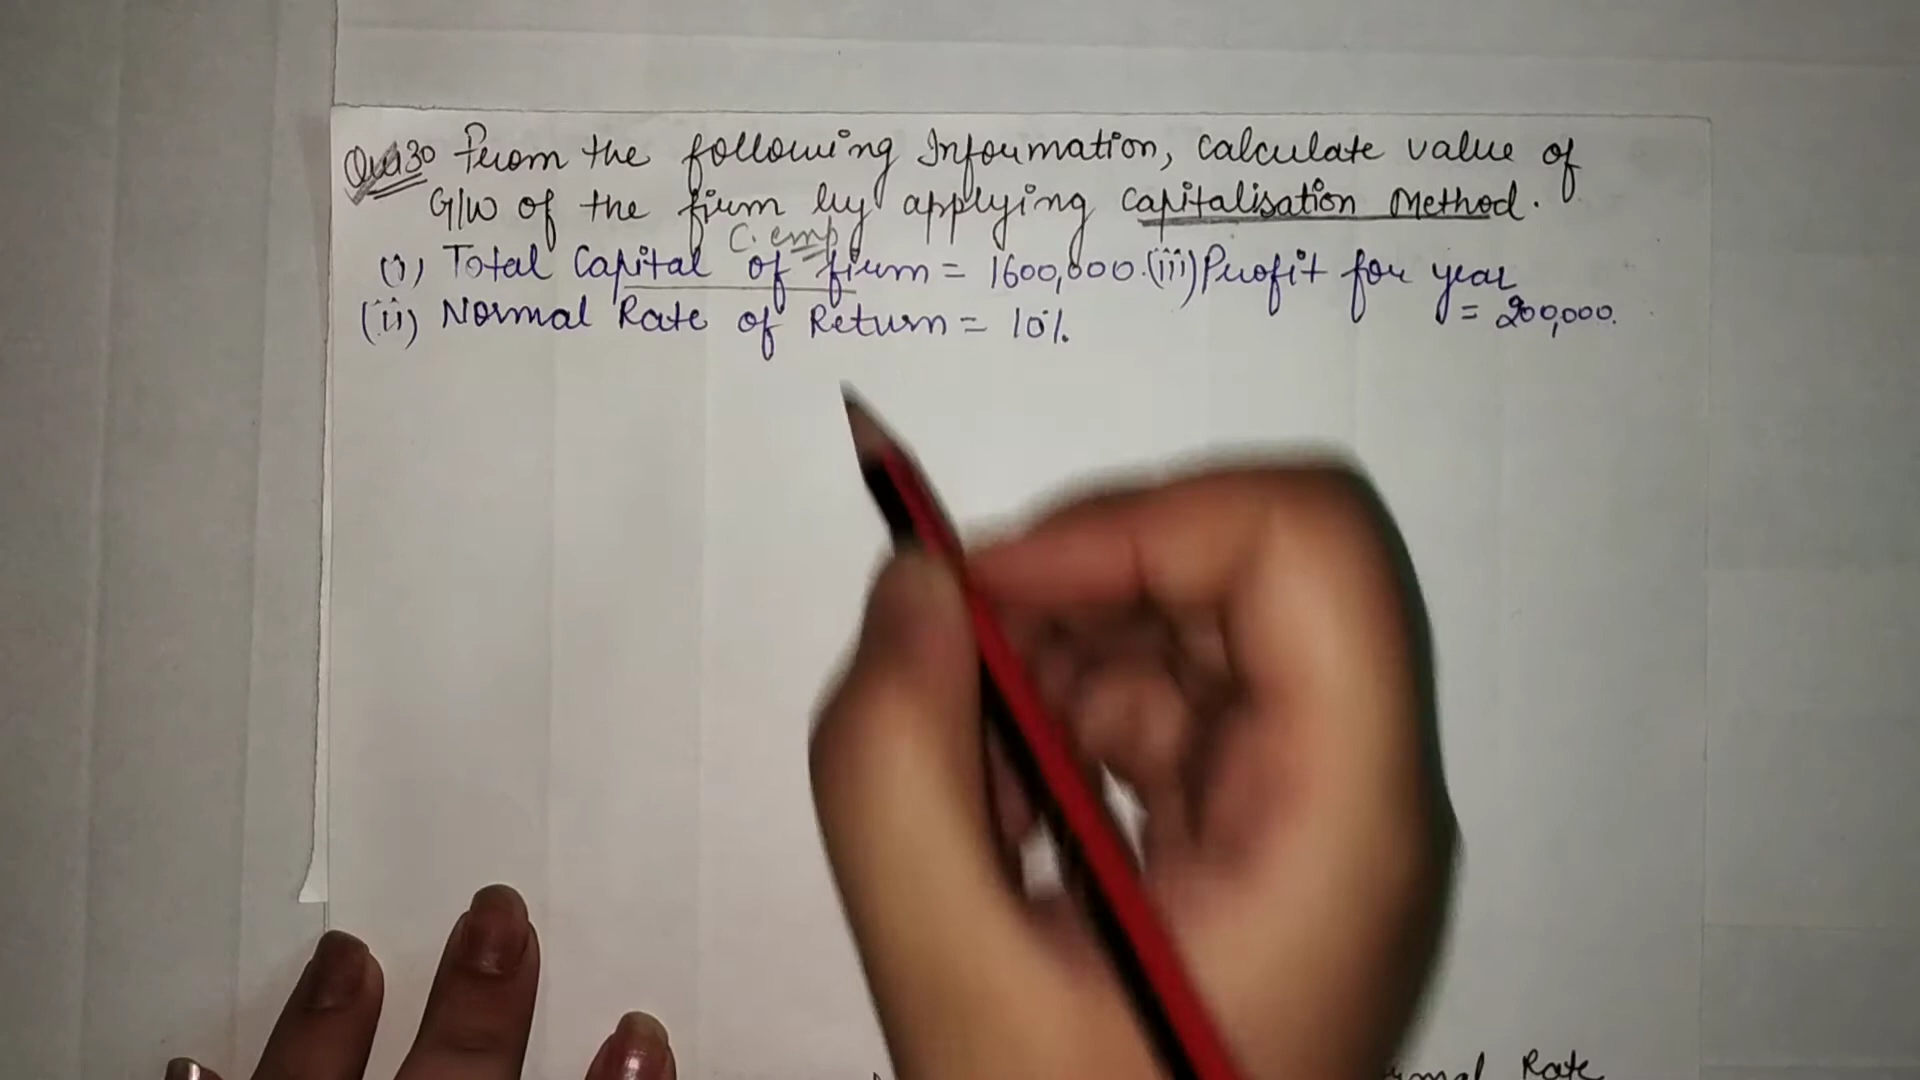 Que30 From the following Information, Calculate value of
G/W of the firm by applying Capitalisation Method.
C. emp
(i) Total Capital of firm = 1600,000. (iii) Profit for year
= 200,000.
(ii) Normal Rate of Return = 10%.
Rate